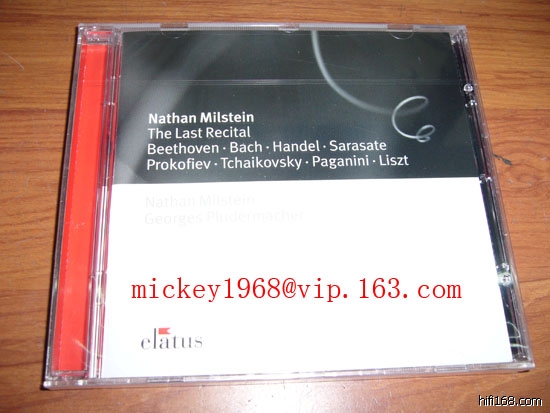 Nathan Milstein
The Last Recital
Beethoven · Bach · Handel · Sarasate
Prokofiev · Tchaikovsky · Paganini · Liszt
Nathan Milstein
Georges Pludermacher
mickey1968@vip.163.com
elatus
hifi168.com